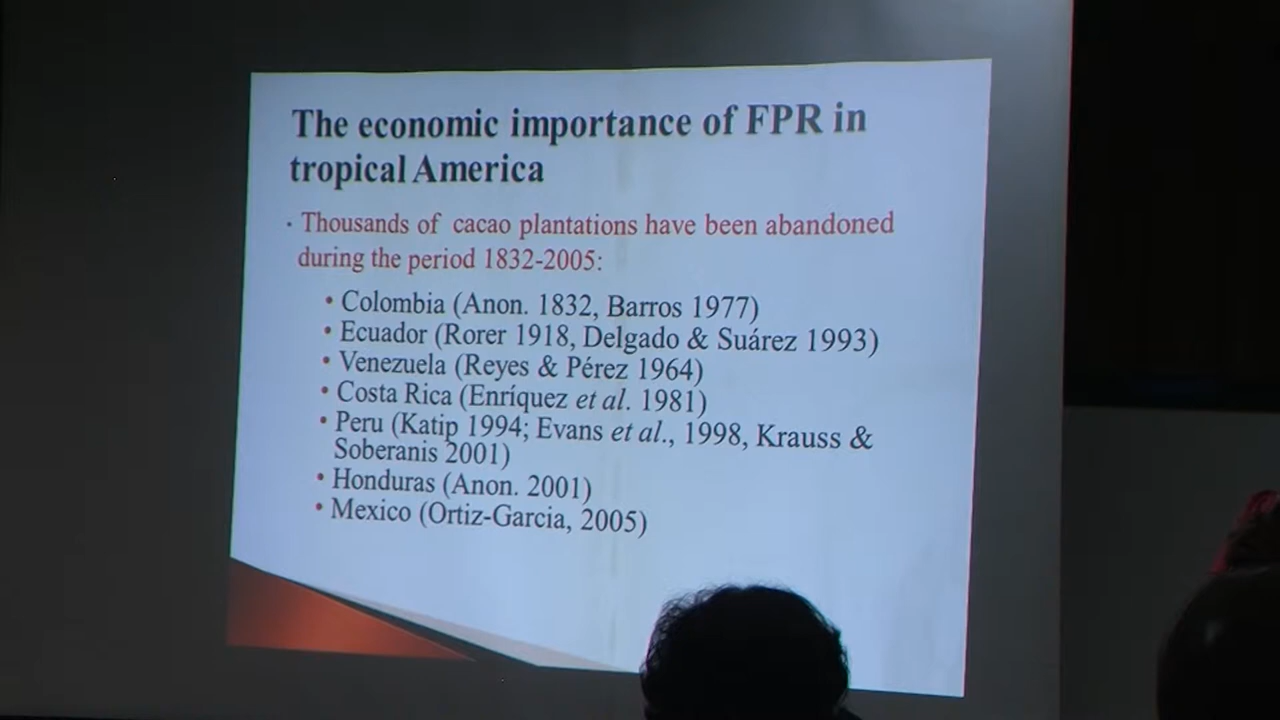 The economic importance of FPR in
tropical America
· Thousands of cacao plantations have been abandoned
during the period 1832-2005:
• Colombia (Anon. 1832, Barros 1977)
• Ecuador (Rorer 1918, Delgado & Suárez 1993)
• Venezuela (Reyes & Pérez 1964)
• Costa Rica (Enríquez et al. 1981)
• Peru (Katip 1994; Evans et al., 1998, Krauss &
Soberanis 2001)
• Honduras (Anon. 2001)
• Mexico (Ortiz-Garcia, 2005)